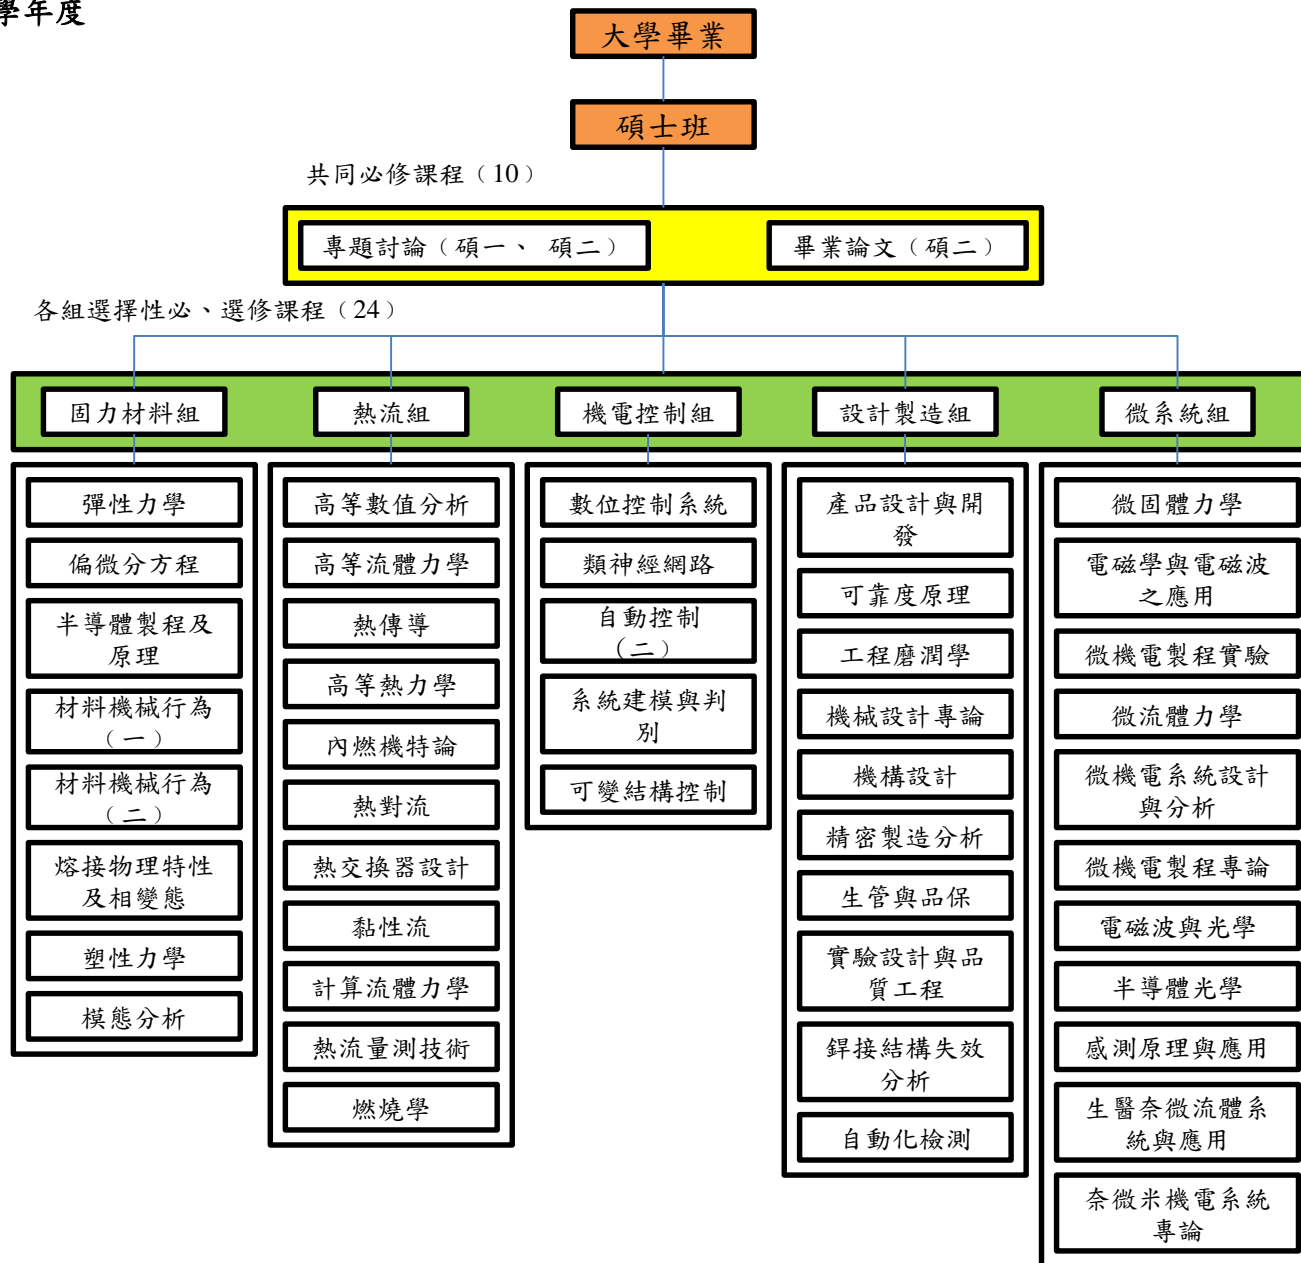 學年度
大學畢業
碩士班
共同必修課程（10）
專題討論（碩一、 碩二）
畢業論文（碩二）
各組選擇性必、選修課程（24）
固力材料組
熱流組
機電控制組
設計製造組
微系統組
彈性力學
偏微分方程
半導體製程及
原理
材料機械行為
（一）
材料機械行為
（二）
熔接物理特性
及相變態
塑性力學
模態分析
高等數值分析
高等流體力學
熱傳導
高等熱力學
內燃機特論
熱對流
熱交換器設計
黏性流
計算流體力學
熱流量測技術
燃燒學
數位控制系統
類神經網路
自動控制
（二）
系統建模與判
別
可變結構控制
產品設計與開
發
可靠度原理
工程磨潤學
機械設計專論
機構設計
精密製造分析
生管與品保
實驗設計與品
質工程
銲接結構失效
分析
自動化檢測
微固體力學
電磁學與電磁波
之應用
微機電製程實驗
微流體力學
微機電系統設計
與分析
微機電製程專論
電磁波與光學
半導體光學
感測原理與應用
生醫奈微流體系
統與應用
奈微米機電系統
專論